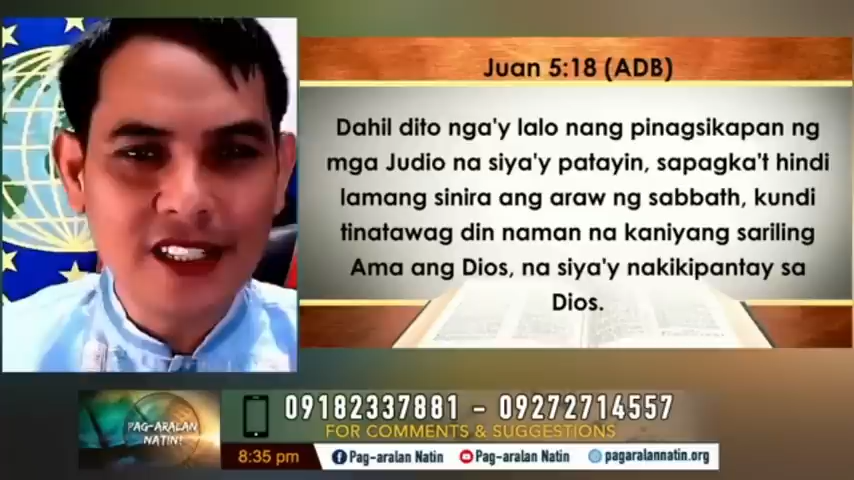 Juan 5:18 (ADB)
Dahil dito nga'y lalo nang pinagsikapan ng
mga Judio na siya'y patayin, sapagka't hindi
lamang sinira ang araw ng sabbath, kundi
tinatawag din naman na kaniyang sariling
Ama ang Dios, na siya'y nakikipantay sa
Dios.
PAG-ARALAN
NATIN!
09182337881 - 09272714557
FOR COMMENTS & SUGGESTIONS
8:35 pm
Pag-aralan Natin
Pag-aralan Natin
pagaralannatin.org